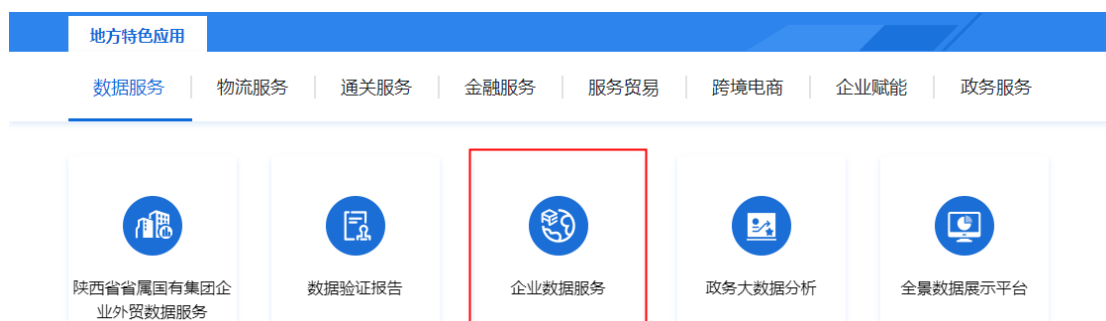 地方特色应用
数据服务 物流服务 通关服务 金融服务 服务贸易 跨境电商 企业赋能 政务服务
陕西省省属国有集团企业外贸数据服务
数据验证报告
企业数据服务
政务大数据分析
全景数据展示平台